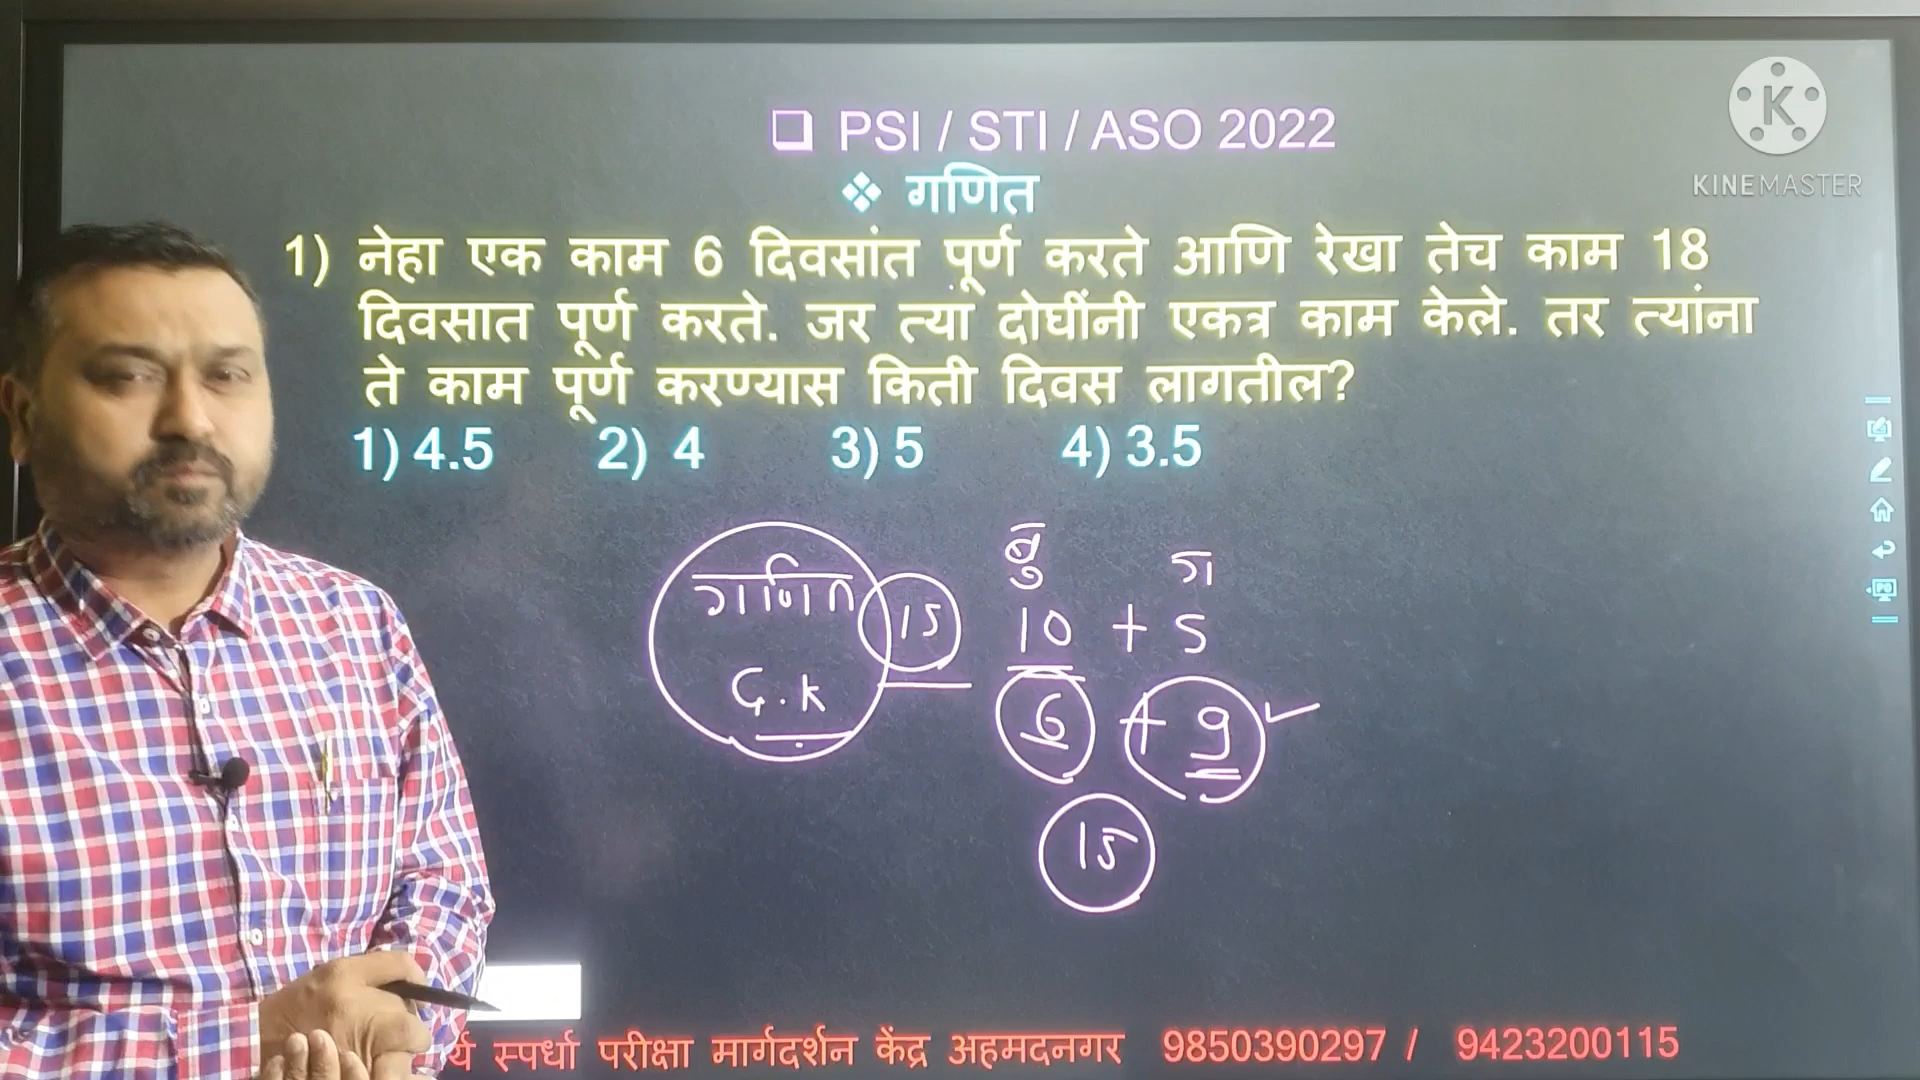 ❑ PSI / STI / ASO 2022
K
KINEMASTER
❖ गणित
1) नेहा एक काम 6 दिवसांत पूर्ण करते आणि रेखा तेच काम 18
दिवसात पूर्ण करते. जर त्यां दोघींनी एकत्र काम केले. तर त्यांना
ते काम पूर्ण करण्यास किती दिवस लागतील?
1) 4.5 2) 4 3) 5 4) 3.5
बु ग
गणित 15 10 + 5
G.K 6 + 9
15
स्पर्धा परीक्षा मार्गदर्शन केंद्र अहमदनगर 9850390297 / 9423200115